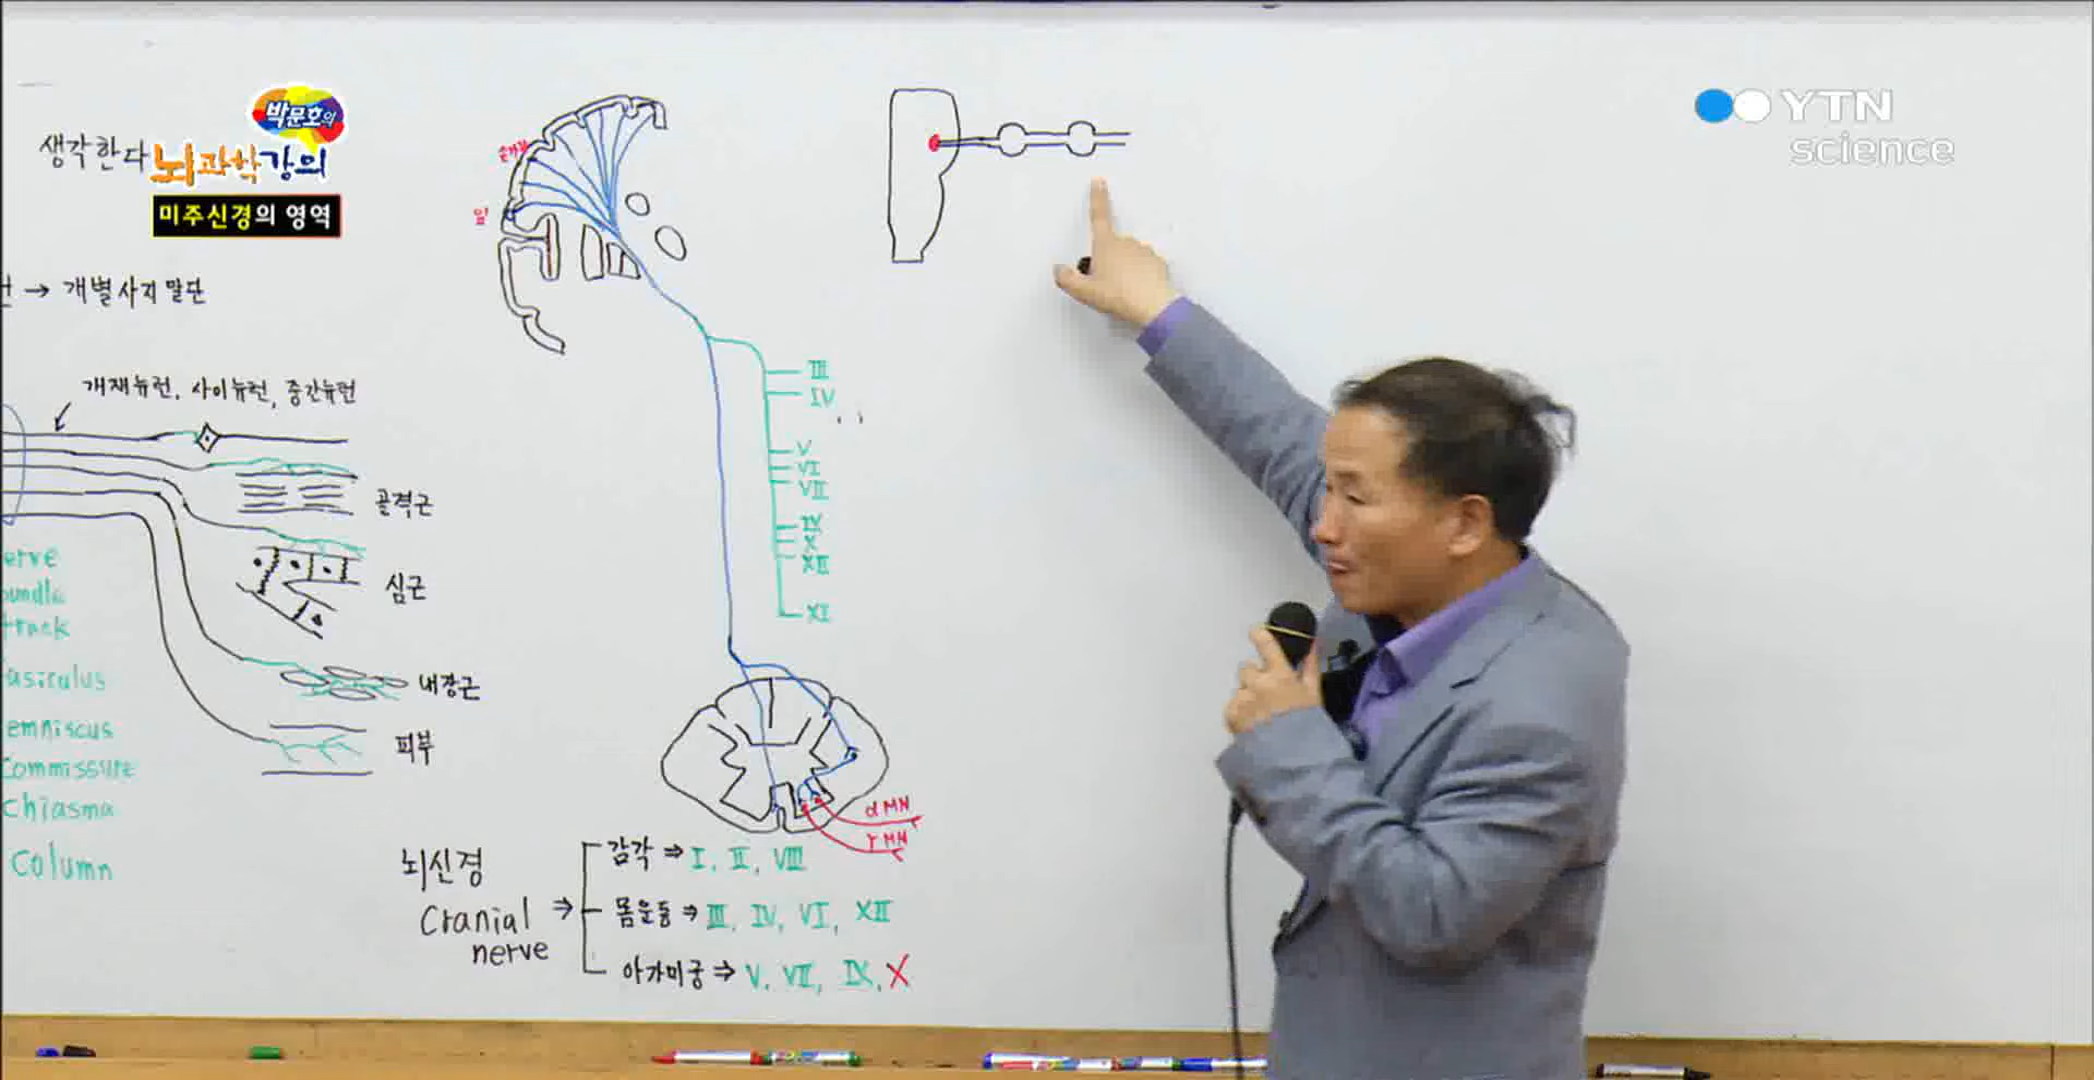 박문호의
뇌과학강의
미주신경의 영역
YTN
science
생각한다
→ 개별사지말단
개재뉴런, 사이뉴런, 중간뉴런
골격근
심근
내장근
피부
erve
track
emniscus
Commissure
Chiasma
Column
손가락
입
III
IV
V
VI
VII
IX
X
XII
XI
αMN
γMN
뇌신경
Cranial
nerve
⇒
감각 ⇒ I, II, VIII
몸운동 ⇒ III, IV, VI, XII
아가미궁 ⇒ V, VII, IX, X